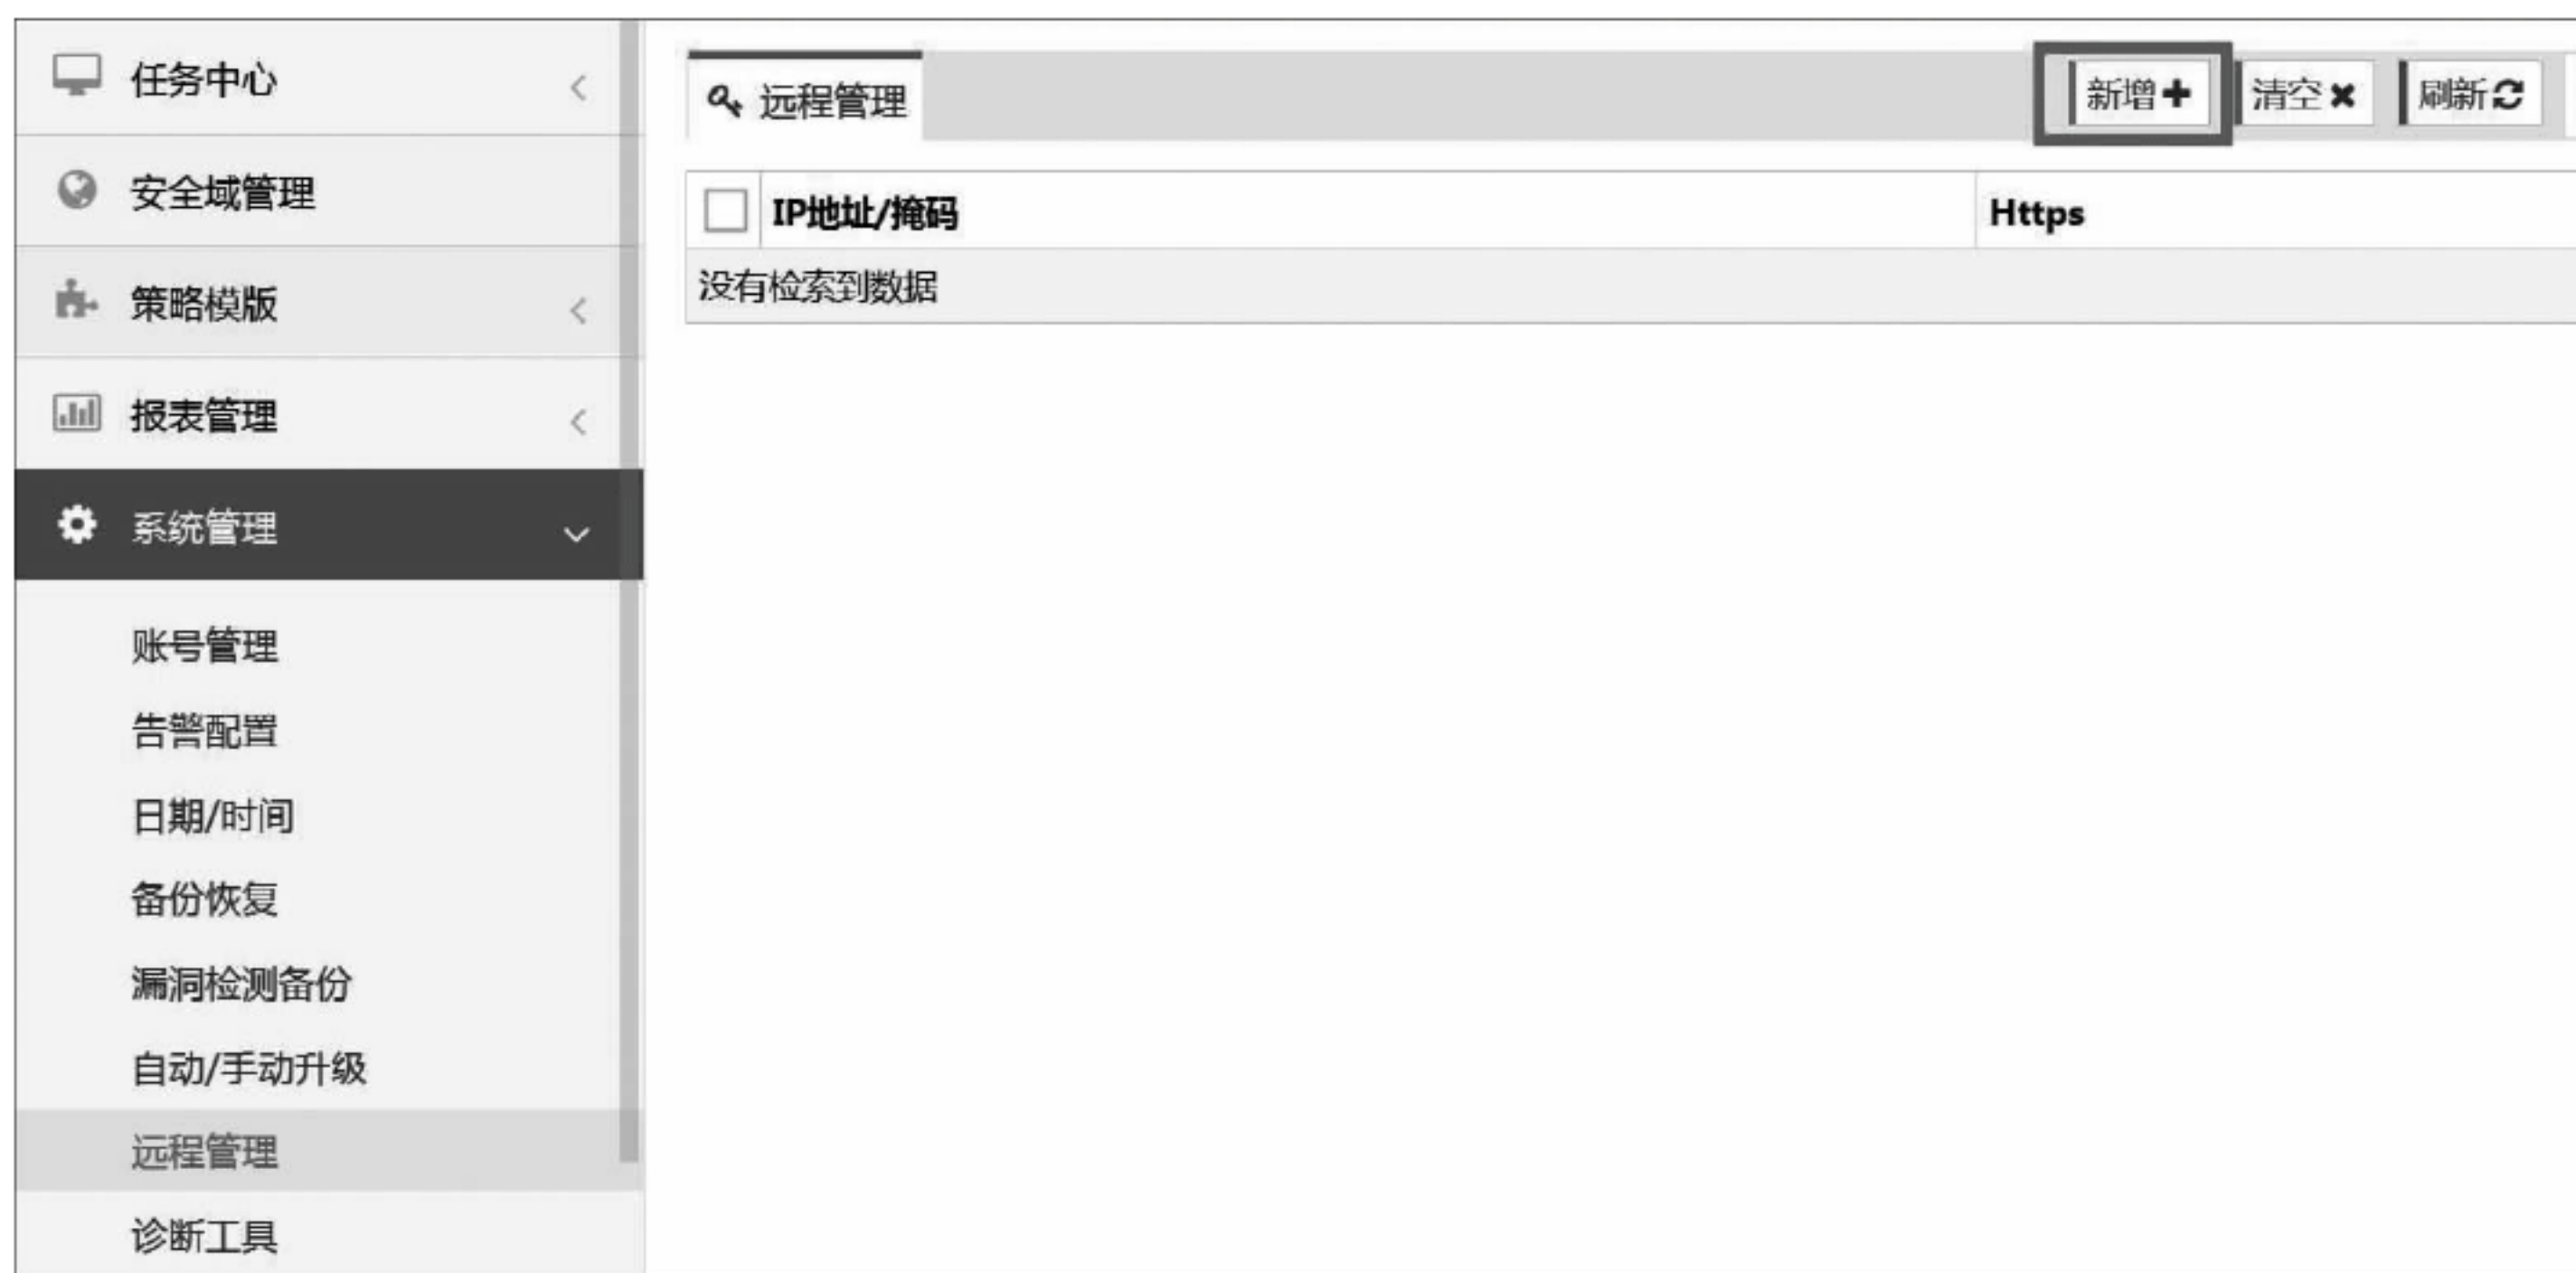 任务中心
安全域管理
策略模版
报表管理
系统管理
账号管理
告警配置
日期/时间
备份恢复
漏洞检测备份
自动/手动升级
远程管理
诊断工具
远程管理
新增 清空 刷新
IP地址/掩码 Https
没有检索到数据